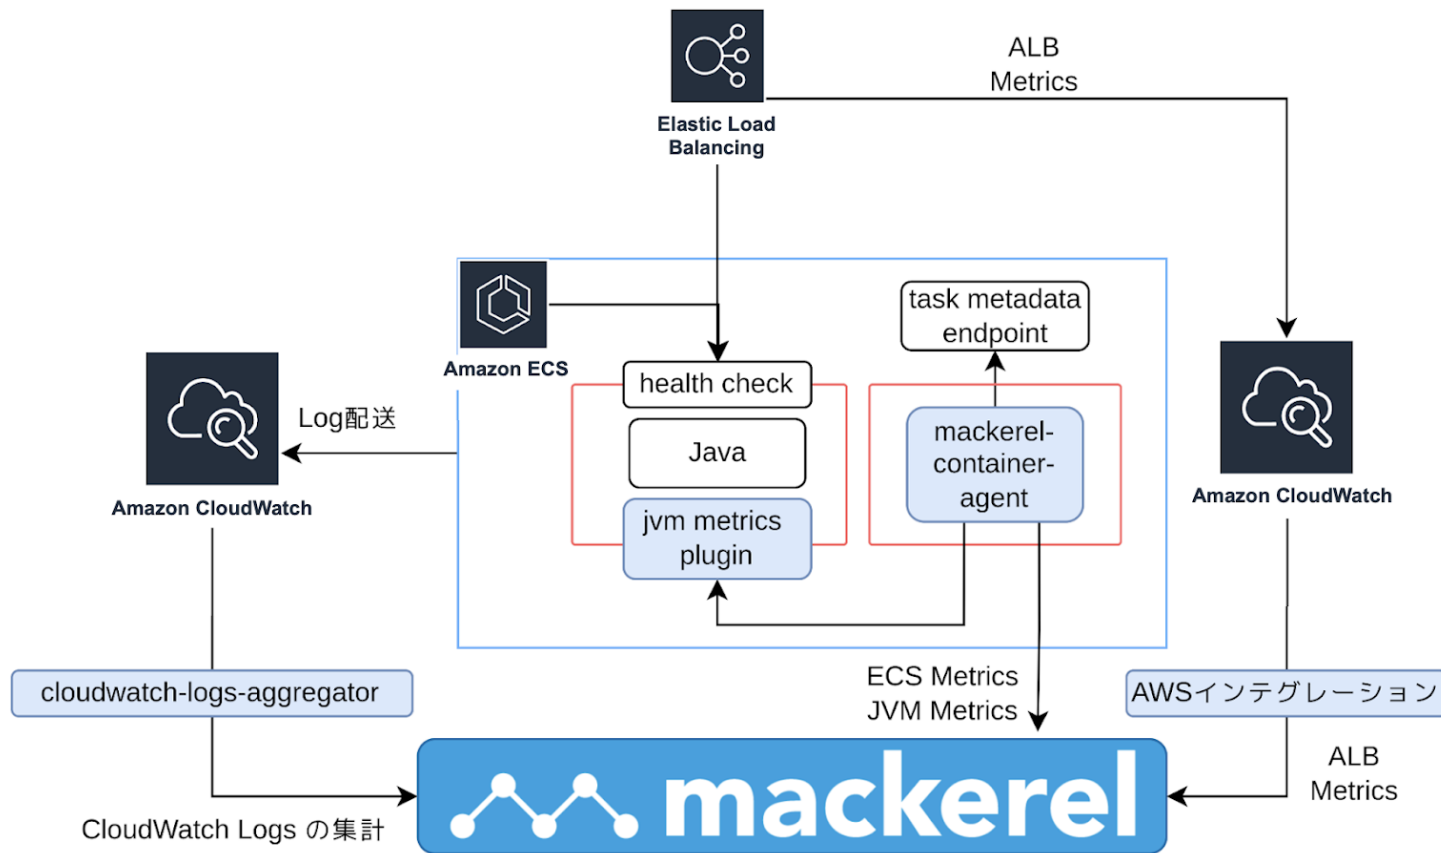 ALB
Metrics
Elastic Load
Balancing
task metadata
endpoint
Amazon ECS
health check
Log配送
Java
mackerel-
container-
agent
Amazon CloudWatch
Amazon CloudWatch
jvm metrics
plugin
cloudwatch-logs-aggregator
ECS Metrics
JVM Metrics
AWSインテグレーション
mackerel
ALB
Metrics
CloudWatch Logs の集計